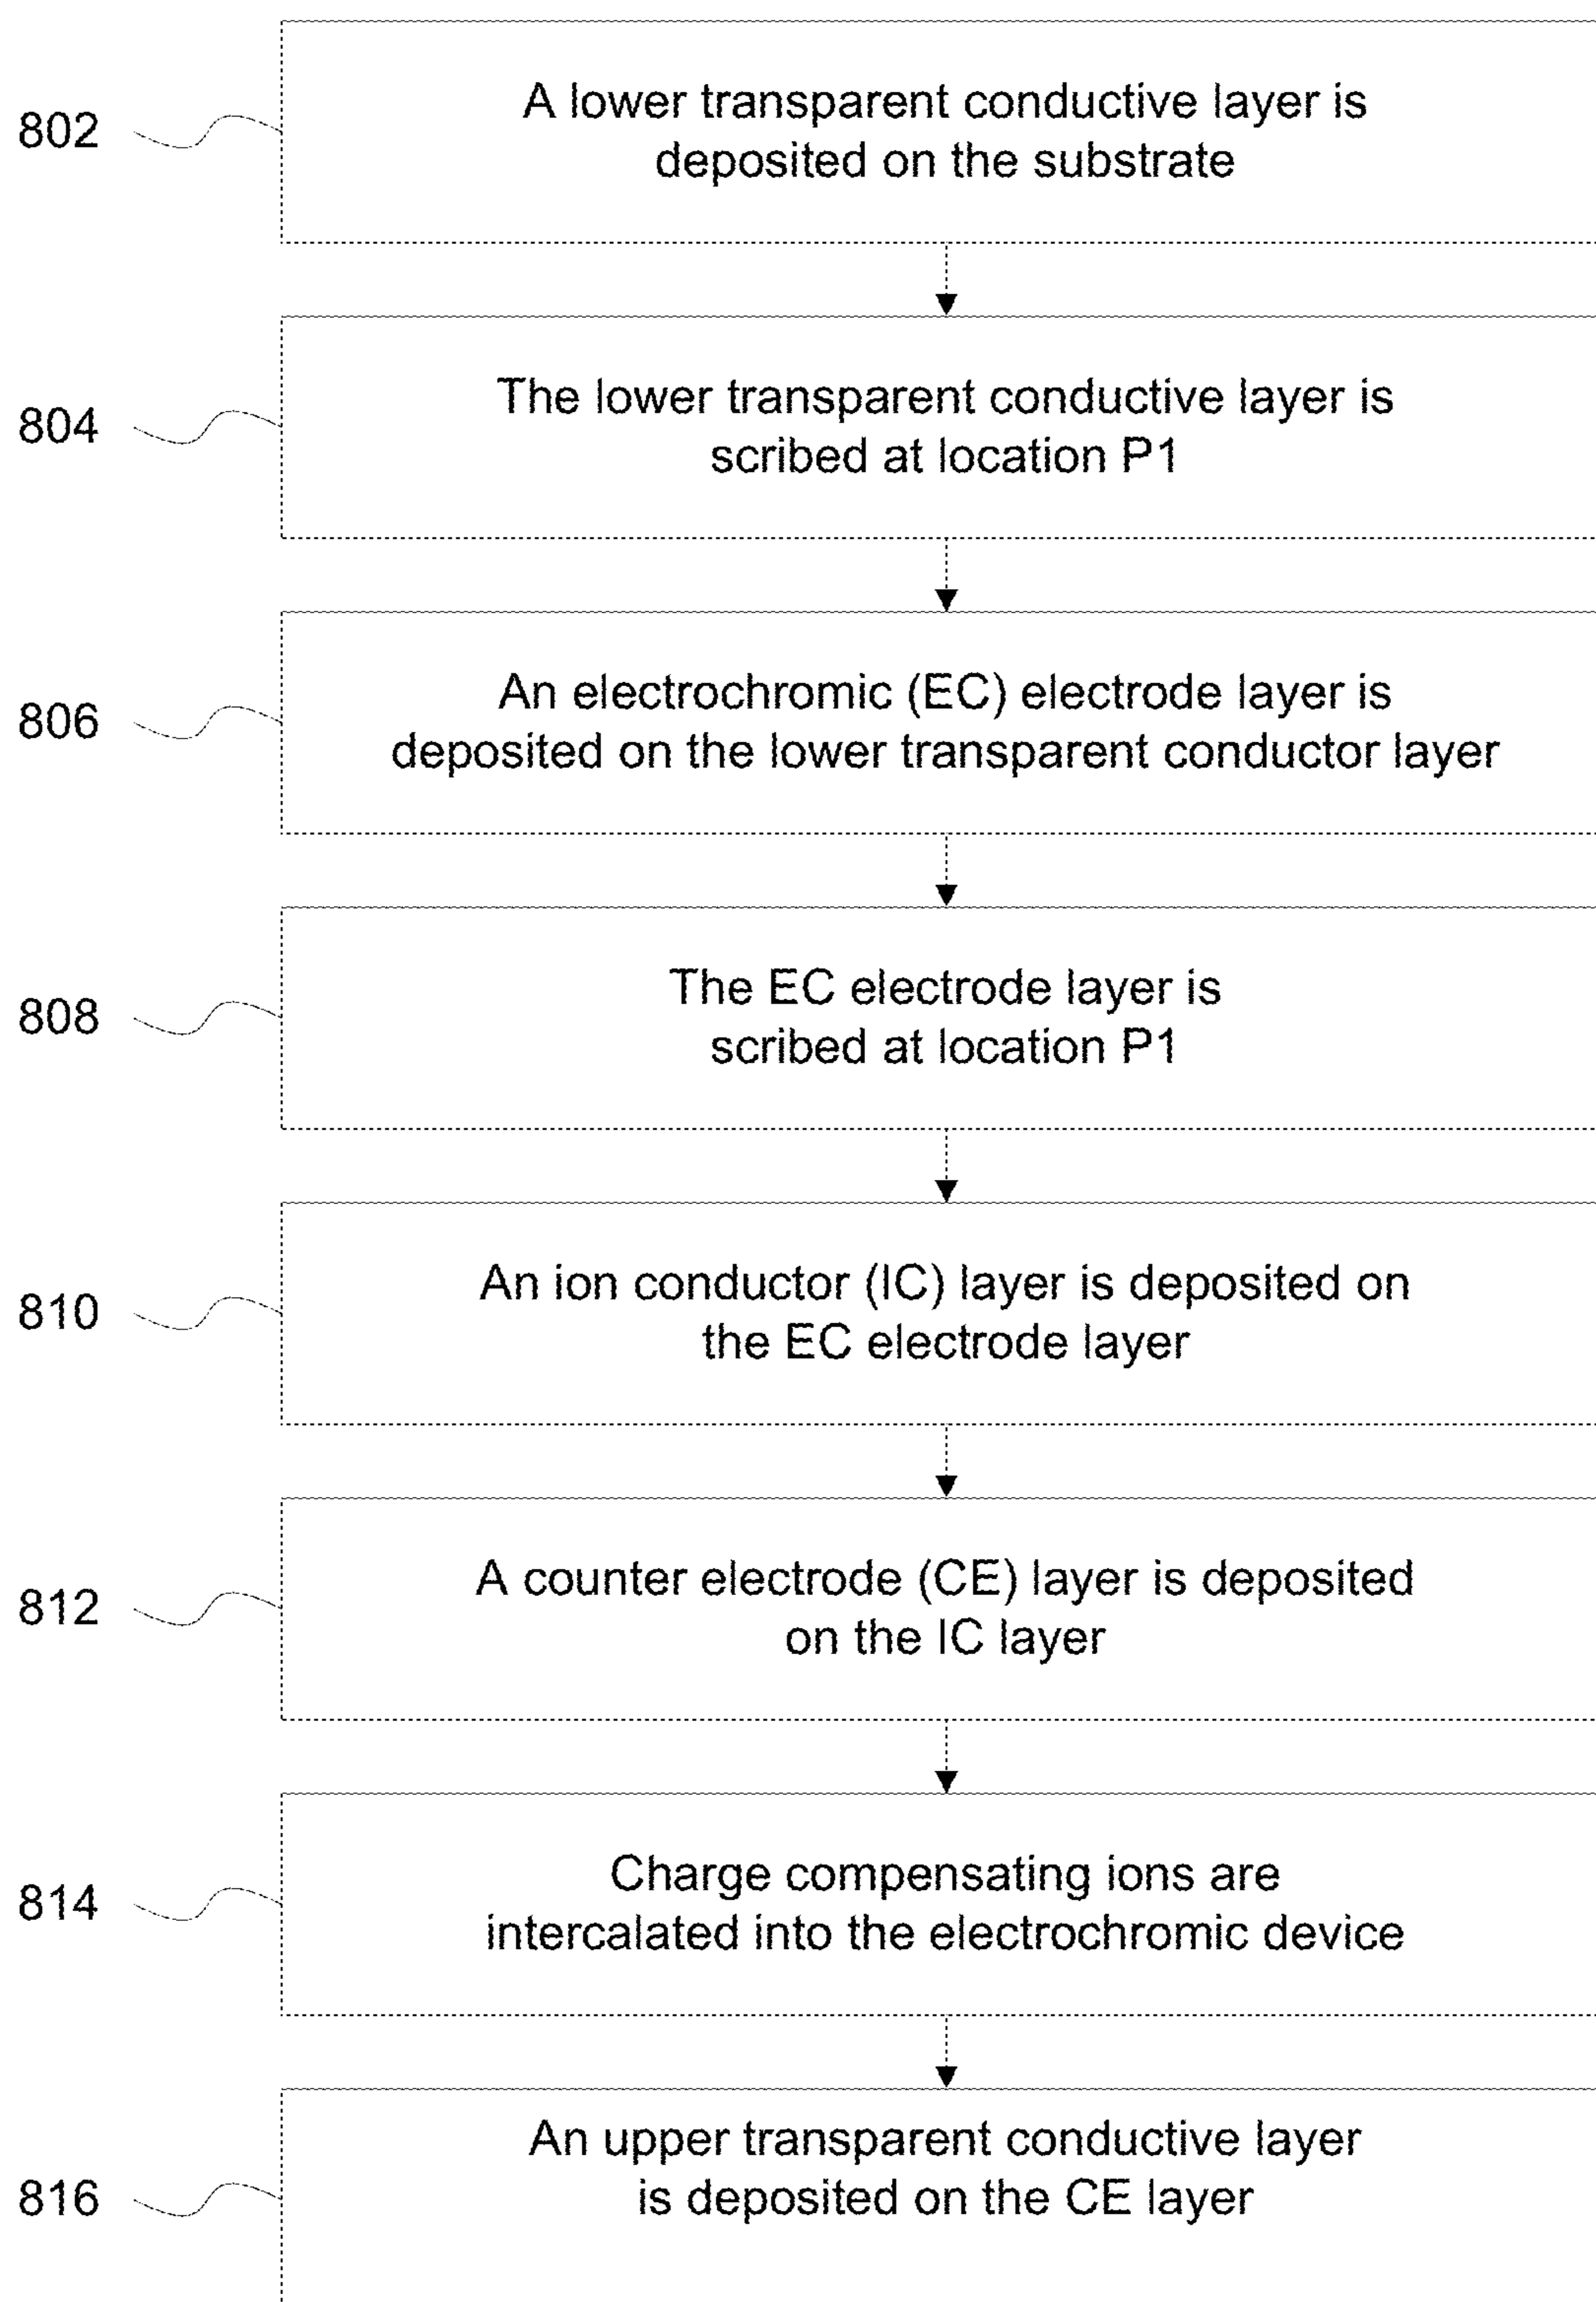 802
A lower transparent conductive layer is
deposited on the substrate
804
The lower transparent conductive layer is
scribed at location P1
806
An electrochromic (EC) electrode layer is
deposited on the lower transparent conductor layer
808
The EC electrode layer is
scribed at location P1
810
An ion conductor (IC) layer is deposited on
the EC electrode layer
812
A counter electrode (CE) layer is deposited
on the IC layer
814
Charge compensating ions are
intercalated into the electrochromic device
816
An upper transparent conductive layer
is deposited on the CE layer